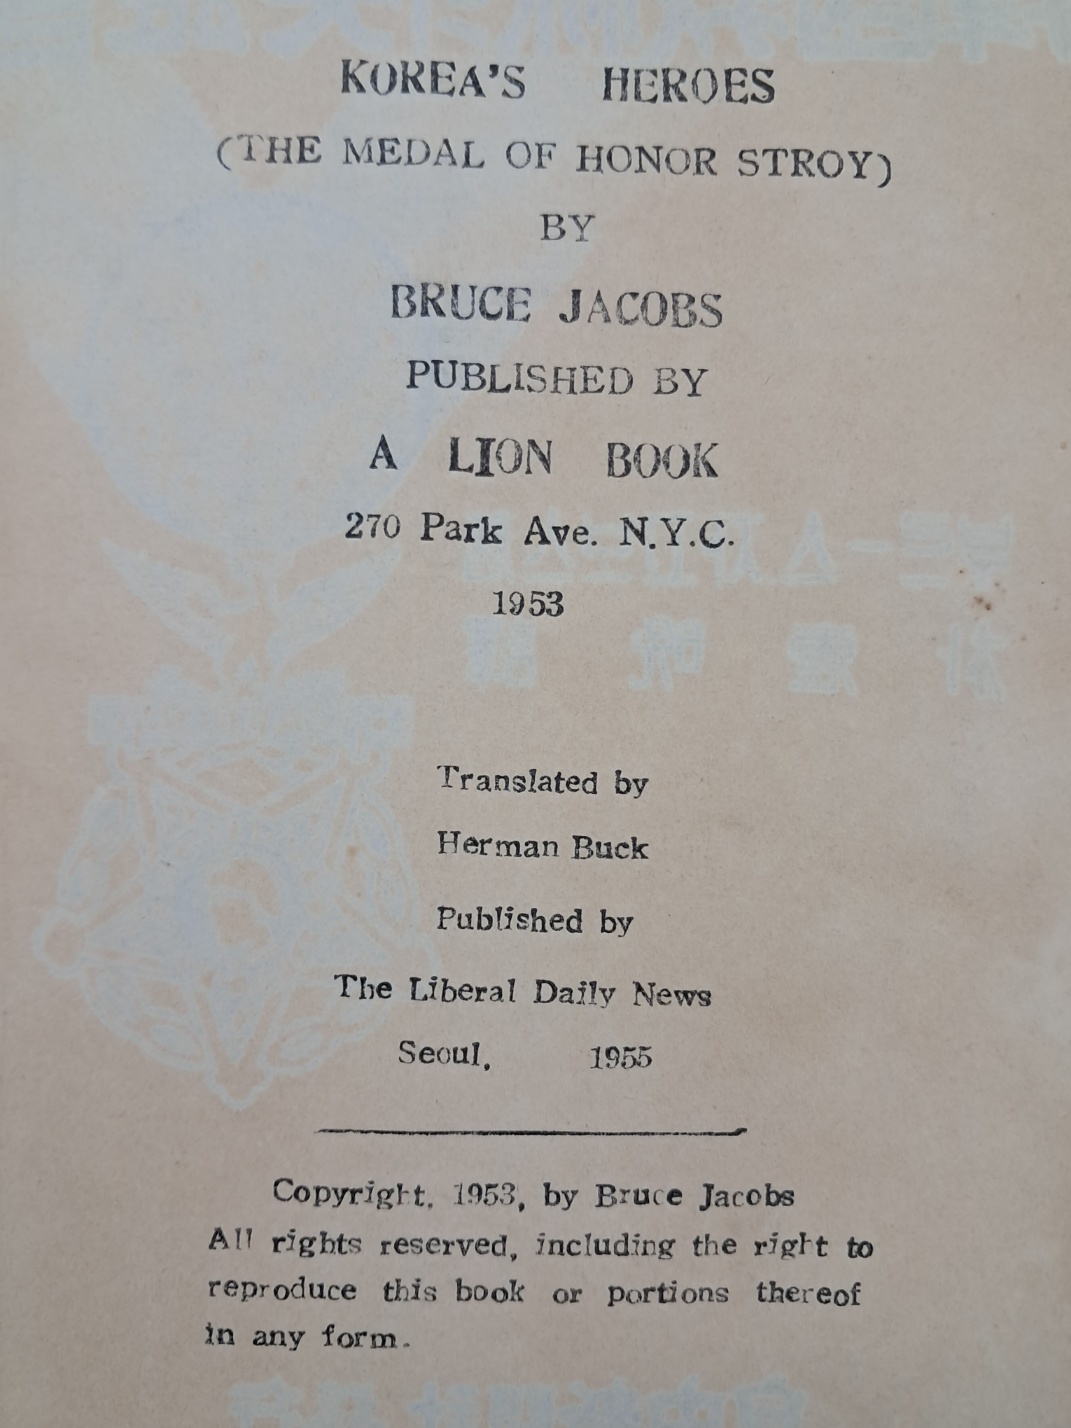 KOREA'S HEROES
(THE MEDAL OF HONOR STROY)
BY
BRUCE JACOBS
PUBLISHED BY
A LION BOOK
270 Park Ave. N.Y.C.
1953
Translated by
Herman Buck
Published by
The Liberal Daily News
Seoul, 1955
Copyright, 1953, by Bruce Jacobs
All rights reserved, including the right to
reproduce this book or portions thereof
in any form.